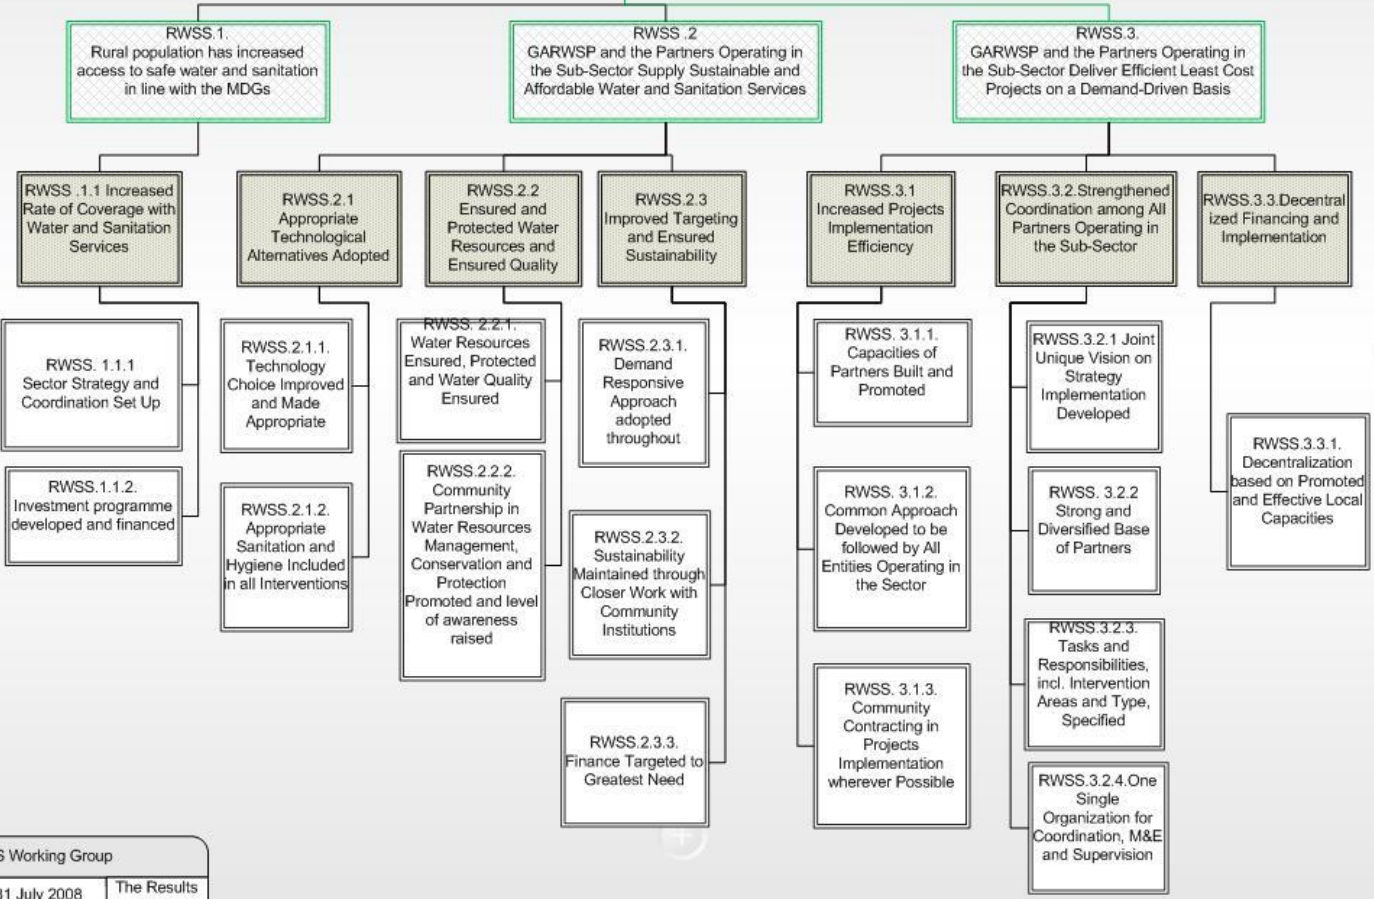 RWSS.1.
Rural population has increased
access to safe water and sanitation
in line with the MDGs
RWSS .2
GARWSP and the Partners Operating in
the Sub-Sector Supply Sustainable and
Affordable Water and Sanitation Services
RWSS.3.
GARWSP and the Partners Operating in
the Sub-Sector Deliver Efficient Least Cost
Projects on a Demand-Driven Basis
RWSS .1.1 Increased
Rate of Coverage with
Water and Sanitation
Services
RWSS.2.1
Appropriate
Technological
Alternatives Adopted
RWSS.2.2
Ensured and
Protected Water
Resources and
Ensured Quality
RWSS.2.3
Improved Targeting
and Ensured
Sustainability
RWSS.3.1
Increased Projects
Implementation
Efficiency
RWSS.3.2.Strengthened
Coordination among All
Partners Operating in
the Sub-Sector
RWSS.3.3.Decentral
ized Financing and
Implementation
RWSS. 1.1.1
Sector Strategy and
Coordination Set Up
RWSS.1.1.2.
Investment programme
developed and financed
RWSS.2.1.1.
Technology
Choice Improved
and Made
Appropriate
RWSS.2.1.2.
Appropriate
Sanitation and
Hygiene Included
in all Interventions
RWSS. 2.2.1.
Water Resources
Ensured, Protected
and Water Quality
Ensured
RWSS.2.2.2.
Community
Partnership in
Water Resources
Management,
Conservation and
Protection
Promoted and level
of awareness
raised
RWSS.2.3.1.
Demand
Responsive
Approach
adopted
throughout
RWSS.2.3.2.
Sustainability
Maintained through
Closer Work with
Community
Institutions
RWSS.2.3.3.
Finance Targeted to
Greatest Need
RWSS. 3.1.1.
Capacities of
Partners Built and
Promoted
RWSS. 3.1.2.
Common Approach
Developed to be
followed by All
Entities Operating in
the Sector
RWSS. 3.1.3.
Community
Contracting in
Projects
Implementation
wherever Possible
RWSS.3.2.1 Joint
Unique Vision on
Strategy
Implementation
Developed
RWSS. 3.2.2
Strong and
Diversified Base
of Partners
RWSS.3.2.3.
Tasks and
Responsibilities,
incl. Intervention
Areas and Type,
Specified
RWSS.3.2.4.One
Single
Organization for
Coordination, M&E
and Supervision
RWSS.3.3.1.
Decentralization
based on Promoted
and Effective Local
Capacities
S Working Group
31 July 2008
The Results